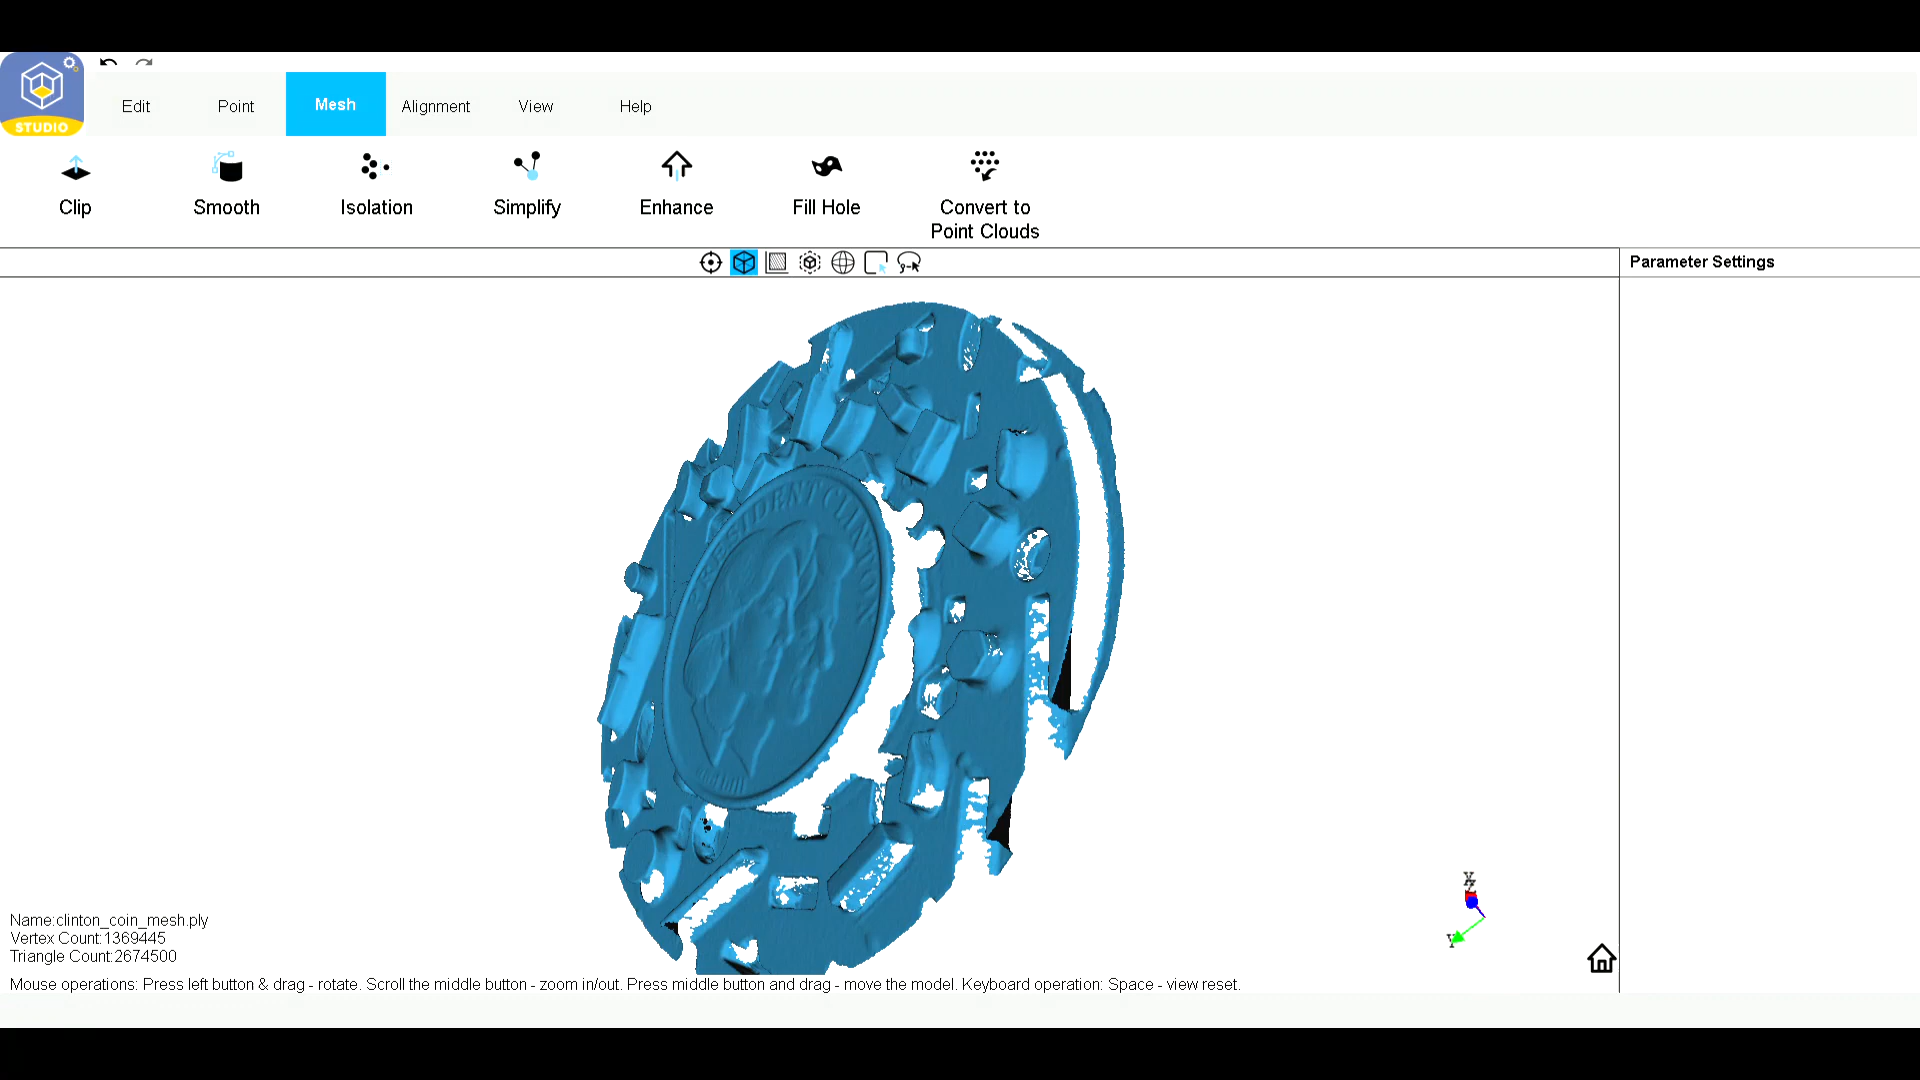 STUDIO
Edit
Point
Mesh
Alignment
View
Help
Clip
Smooth
Isolation
Simplify
Enhance
Fill Hole
Convert to
Point Clouds
Parameter Settings
PRESIDENT CLINTON
Name:clinton_coin_mesh.ply
Vertex Count:1369445
Triangle Count:2674500
Mouse operations: Press left button & drag - rotate. Scroll the middle button - zoom in/out. Press middle button and drag - move the model. Keyboard operation: Space - view reset.
Y